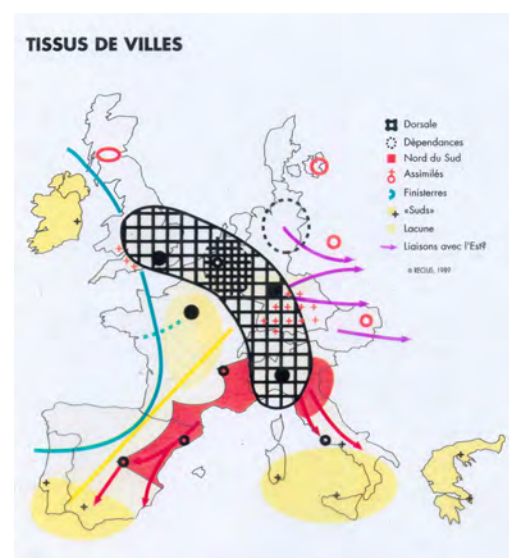 TISSUS DE VILLES
Dorsale
Dépendances
Nord du Sud
Assimilés
Finisterres
«Suds»
Lacune
Liaisons avec l'Est?
© RECLUS, 1989